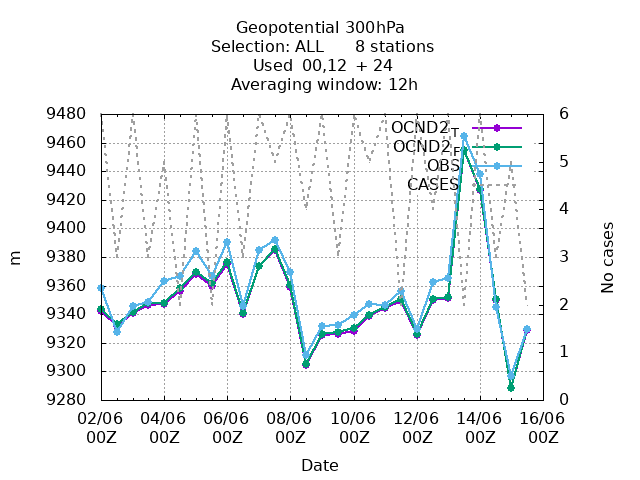 Geopotential 300hPa
Selection: ALL 8 stations
Used 00,12 + 24
Averaging window: 12h
9480
9460
9440
9420
9400
9380
9360
9340
9320
9300
9280
m
6
5
4
3
2
1
0
No cases
OCND2_T
OCND2_F
OBS
CASES
02/06 04/06 06/06 08/06 10/06 12/06 14/06 16/06
00Z 00Z 00Z 00Z 00Z 00Z 00Z 00Z
Date